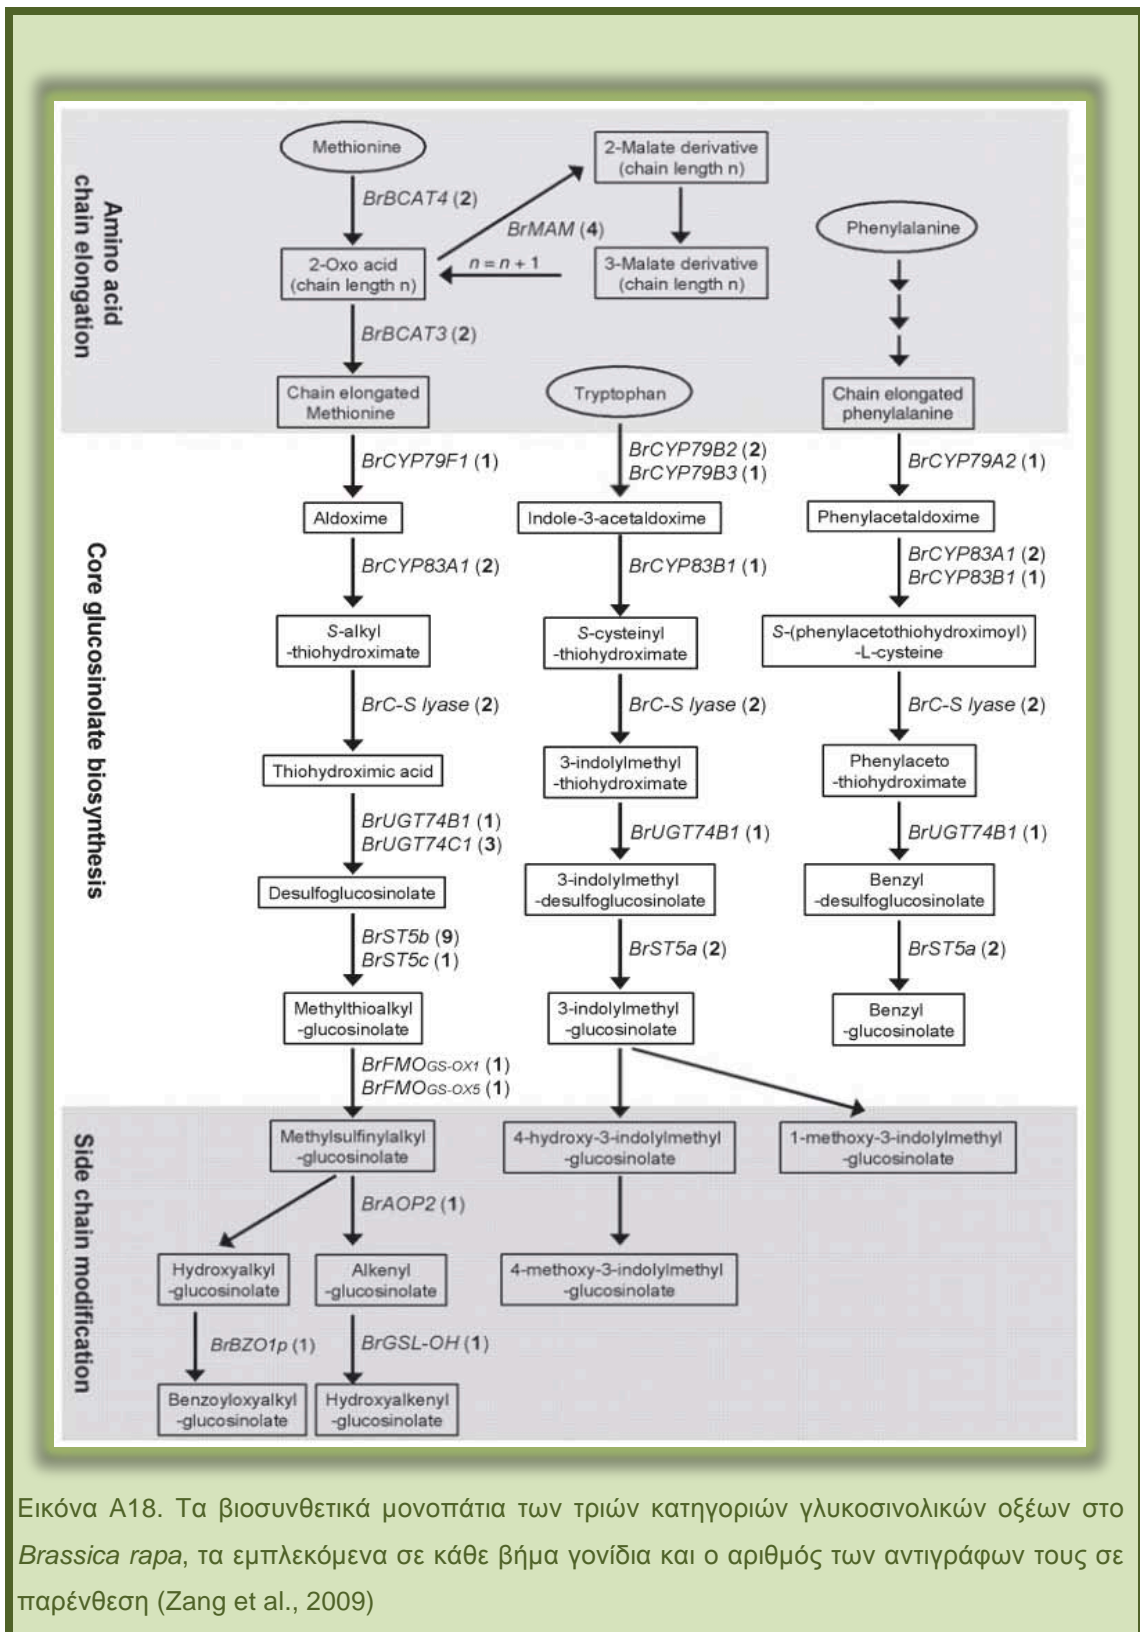 Amino acid
chain elongation
Methionine
BrBCAT4 (2)
2-Oxo acid
(chain length n)
BrMAM (4)
2-Malate derivative
(chain length n)
3-Malate derivative
(chain length n)
n = n + 1
BrBCAT3 (2)
Chain elongated
Methionine
Tryptophan
Phenylalanine
Chain elongated
phenylalanine
Core glucosinolate biosynthesis
BrCYP79F1 (1)
Aldoxime
BrCYP83A1 (2)
S-alkyl
-thiohydroximate
BrC-S lyase (2)
Thiohydroximic acid
BrUGT74B1 (1)
BrUGT74C1 (3)
Desulfoglucosinolate
BrST5b (9)
BrST5c (1)
Methylthioalkyl
-glucosinolate
BrFMOGS-OX1 (1)
BrFMOGS-OX5 (1)
BrCYP79B2 (2)
BrCYP79B3 (1)
Indole-3-acetaldoxime
BrCYP83B1 (1)
S-cysteinyl
-thiohydroximate
BrC-S lyase (2)
3-indolylmethyl
-thiohydroximate
BrUGT74B1 (1)
3-indolylmethyl
-desulfoglucosinolate
BrST5a (2)
3-indolylmethyl
-glucosinolate
BrCYP79A2 (1)
Phenylacetaldoxime
BrCYP83A1 (2)
BrCYP83B1 (1)
S-(phenylacetothiohydroximoyl)
-L-cysteine
BrC-S lyase (2)
Phenylaceto
-thiohydroximate
BrUGT74B1 (1)
Benzyl
-desulfoglucosinolate
BrST5a (2)
Benzyl
-glucosinolate
Side chain modification
Methylsulfinylalkyl
-glucosinolate
BrAOP2 (1)
Hydroxyalkyl
-glucosinolate
Alkenyl
-glucosinolate
BrBZO1p (1)
BrGSL-OH (1)
Benzoyloxyalkyl
-glucosinolate
Hydroxyalkenyl
-glucosinolate
4-hydroxy-3-indolylmethyl
-glucosinolate
4-methoxy-3-indolylmethyl
-glucosinolate
1-methoxy-3-indolylmethyl
-glucosinolate
Εικόνα Α18. Τα βιοσυνθετικά μονοπάτια των τριών κατηγοριών γλυκοσινολικών οξέων στο
Brassica rapa, τα εμπλεκόμενα σε κάθε βήμα γονίδια και ο αριθμός των αντιγράφων τους σε
παρένθεση (Zang et al., 2009)